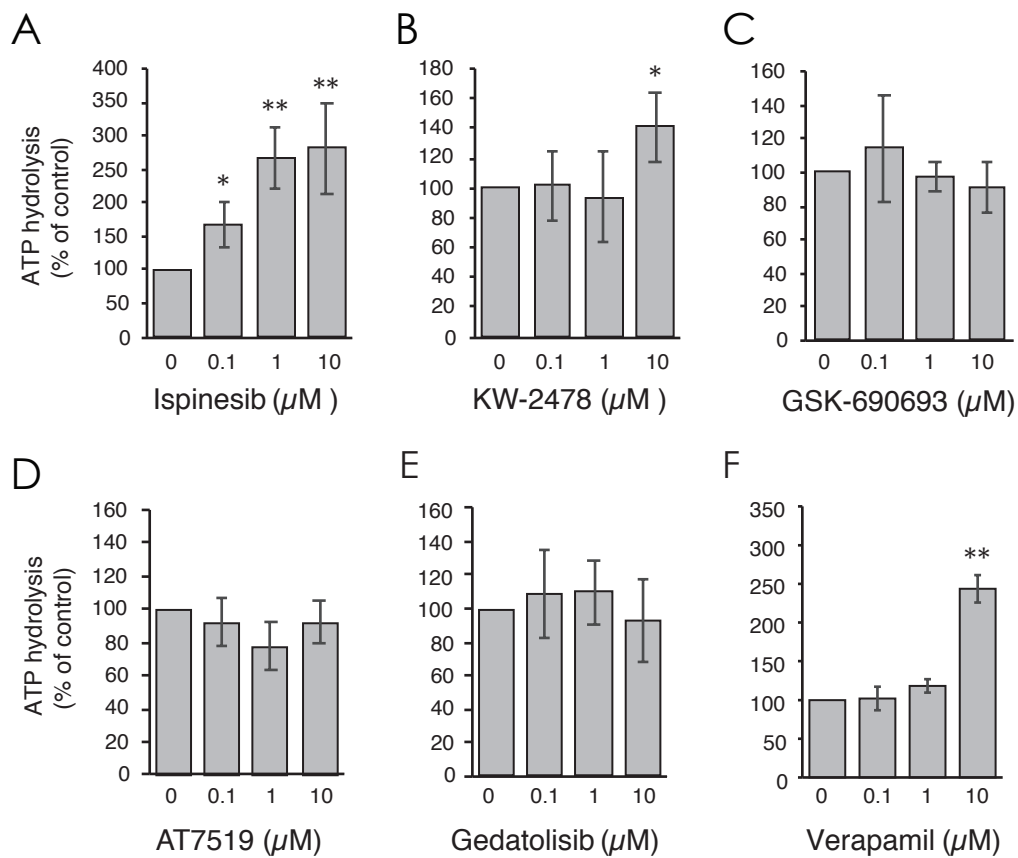 A
ATP hydrolysis
(% of control)
400
350
300
250
200
150
100
50
0
*
**
**
0 0.1 1 10
Ispinesib (µM )
B
180
160
140
120
100
80
60
40
20
0
*
0 0.1 1 10
KW-2478 (µM )
C
160
140
120
100
80
60
40
20
0
0 0.1 1 10
GSK-690693 (µM)
D
ATP hydrolysis
(% of control)
160
140
120
100
80
60
40
20
0
0 0.1 1 10
AT7519 (µM)
E
160
140
120
100
80
60
40
20
0
0 0.1 1 10
Gedatolisib (µM)
F
350
300
250
200
150
100
50
0
**
0 0.1 1 10
Verapamil (µM)